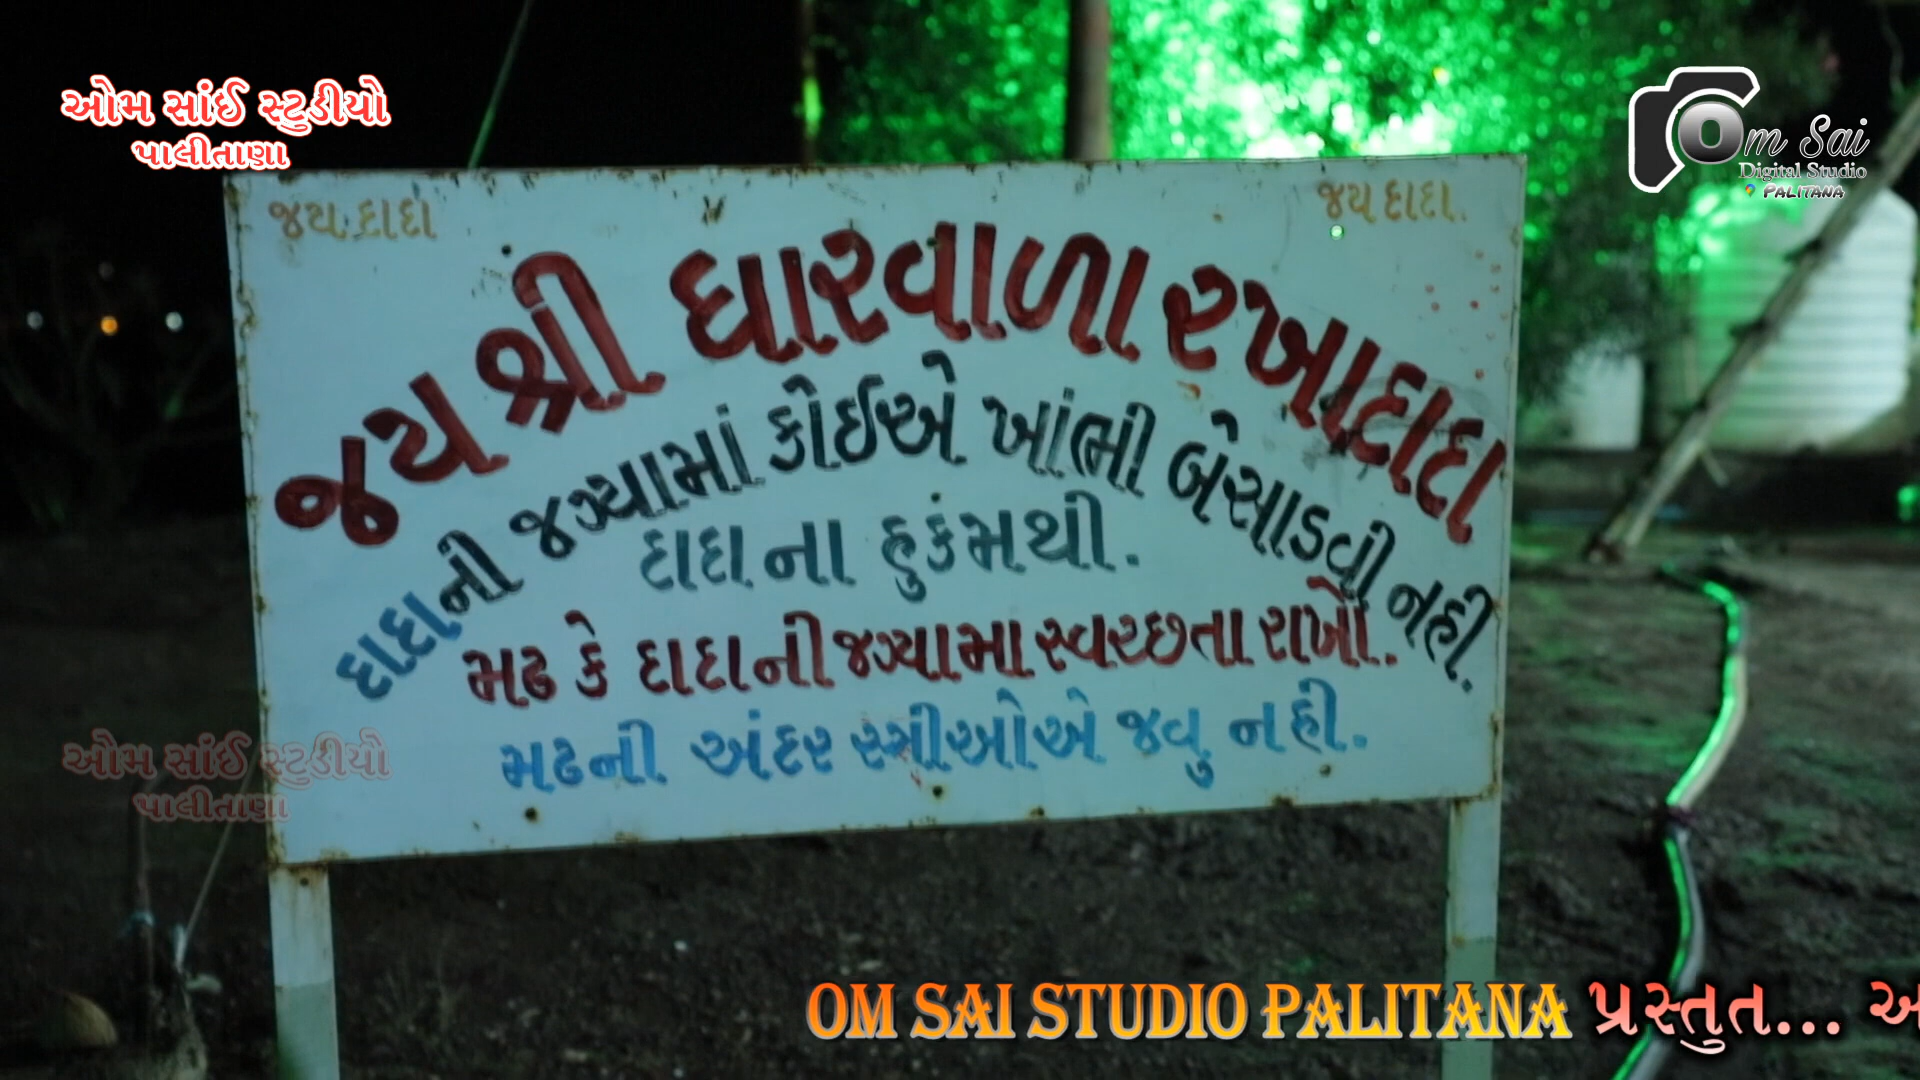 ઓમ સાંઈ સ્ટુડીયો
પાલીતાણા
Om Sai
Digital Studio
PALITANA
જય દાદા
જય દાદા.
જય શ્રી ધારવાળા રખાદાદા
દાદાની જગ્યામાં કોઈએ ખાંભી બેસાડવી નહી.
દાદા ના હુકંમથી.
મઢ કે દાદાની જગ્યામા સ્વચ્છતા રાખો.
મઢની અંદર સ્ત્રીઓએ જવુ નહી.
ઓમ સાંઈ સ્ટુડીયો
પાલીતાણા
OM SAI STUDIO PALITANA પ્રસ્તુત...